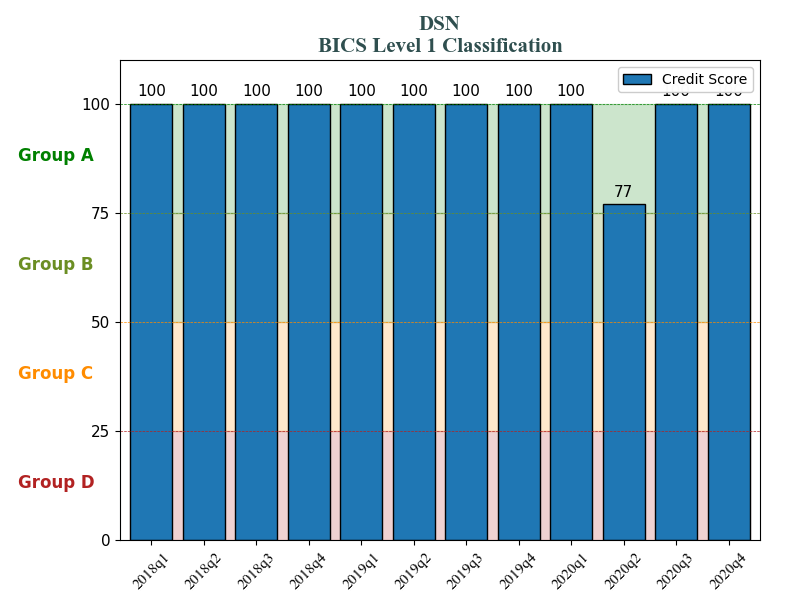 DSN
BICS Level 1 Classification
Credit Score
100 100 100 100 100 100 100 100 100 77 100 100
100
Group A
75
Group B
50
Group C
25
Group D
0
2018q1 2018q2 2018q3 2018q4 2019q1 2019q2 2019q3 2019q4 2020q1 2020q2 2020q3 2020q4